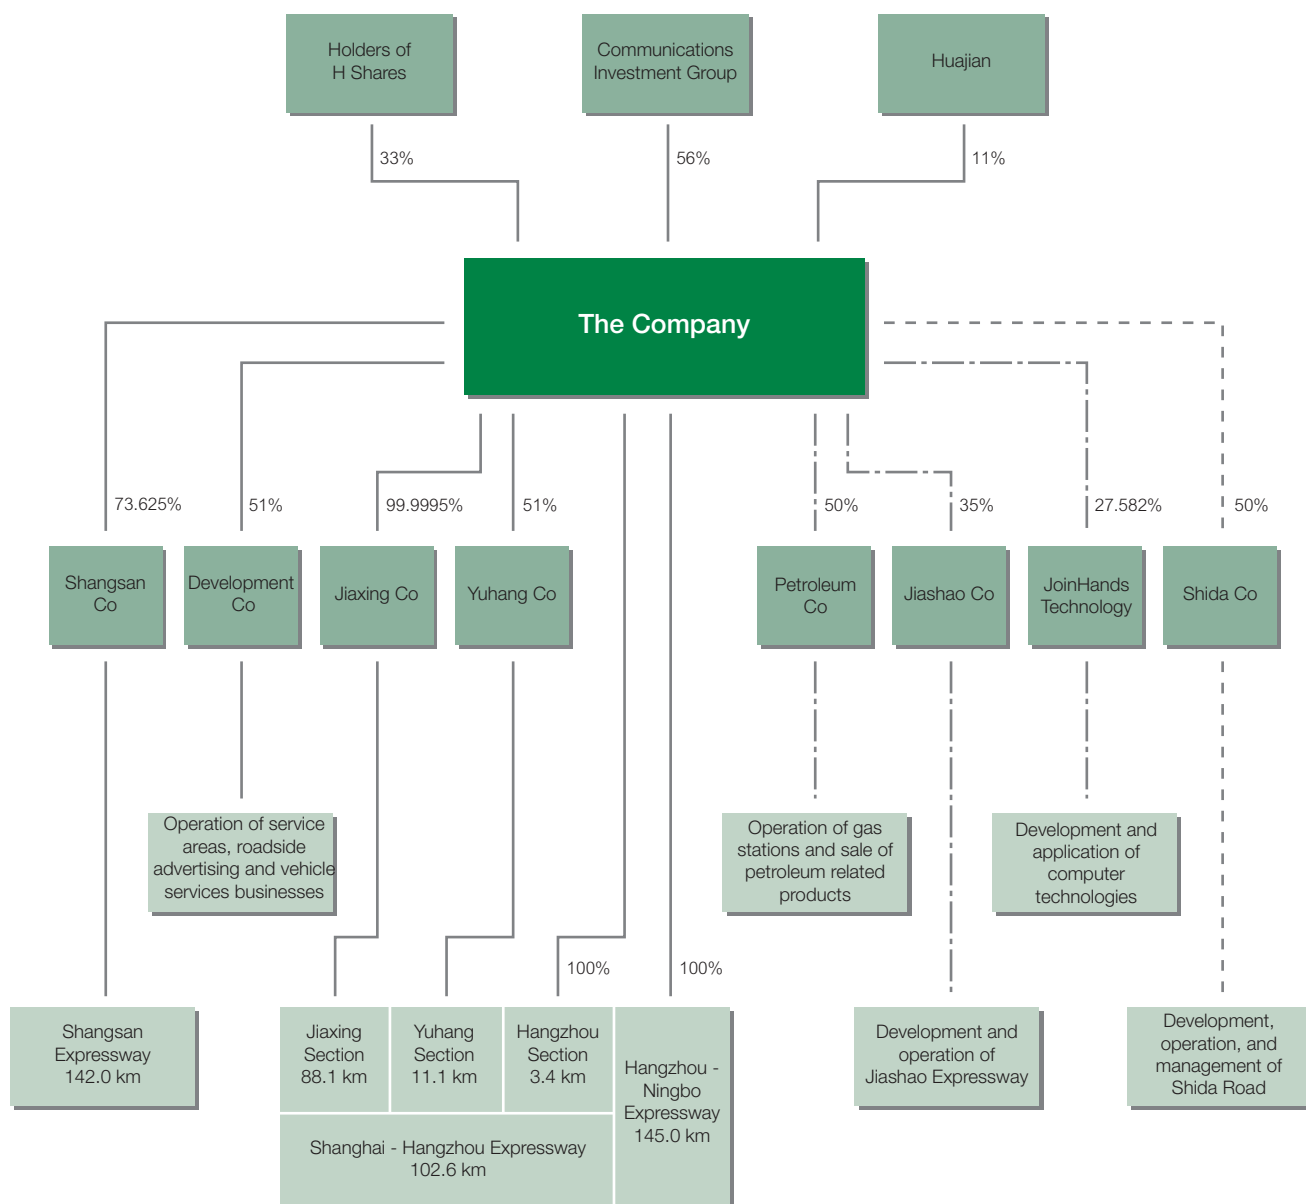 Holders of
H Shares
Communications
Investment Group
Huajian
33%
56%
11%
The Company
73.625%
51%
99.9995%
51%
50%
35%
27.582%
50%
Shangsan
Co
Development
Co
Jiaxing Co
Yuhang Co
Petroleum
Co
Jiashao Co
JoinHands
Technology
Shida Co
Operation of service
areas, roadside
advertising and vehicle
services businesses
Operation of gas
stations and sale of
petroleum related
products
Development and
application of
computer
technologies
100%
100%
Shangsan
Expressway
142.0 km
Jiaxing
Section
88.1 km
Yuhang
Section
11.1 km
Hangzhou
Section
3.4 km
Hangzhou -
Ningbo
Expressway
145.0 km
Shanghai - Hangzhou Expressway
102.6 km
Development and
operation of
Jiashao Expressway
Development,
operation, and
management of
Shida Road